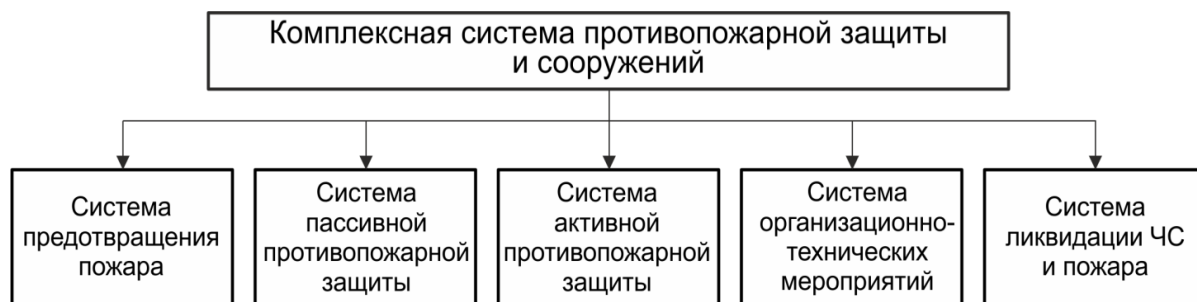 Комплексная система противопожарной защиты
и сооружений
Система
предотвращения
пожара
Система
пассивной
противопожарной
защиты
Система
активной
противопожарной
защиты
Система
организационно-
технических
мероприятий
Система
ликвидации ЧС
и пожара